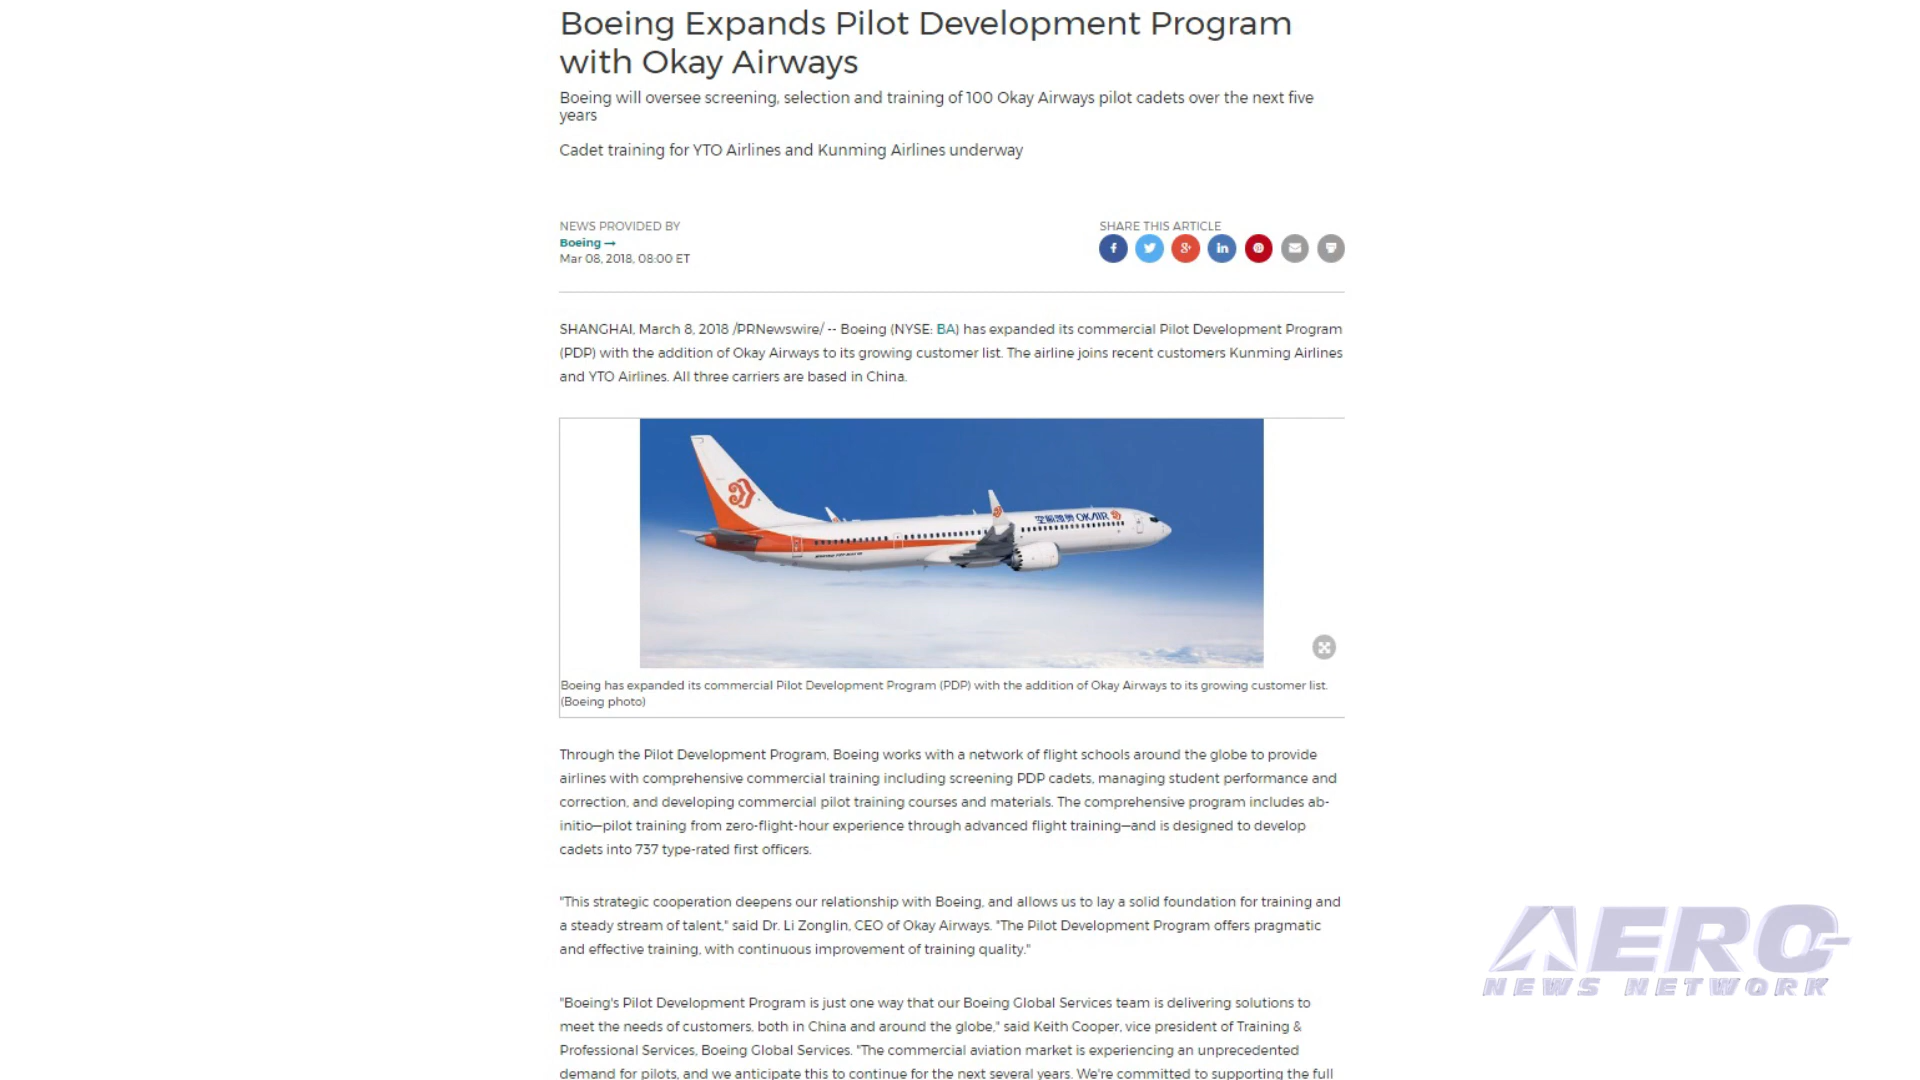 Boeing Expands Pilot Development Program
with Okay Airways
Boeing will oversee screening, selection and training of 100 Okay Airways pilot cadets over the next five
years
Cadet training for YTO Airlines and Kunming Airlines underway
NEWS PROVIDED BY
Boeing →
Mar 08, 2018, 08:00 ET
SHARE THIS ARTICLE
SHANGHAI, March 8, 2018 /PRNewswire/ -- Boeing (NYSE: BA) has expanded its commercial Pilot Development Program
(PDP) with the addition of Okay Airways to its growing customer list. The airline joins recent customers Kunming Airlines
and YTO Airlines. All three carriers are based in China.
OKAIR
Boeing has expanded its commercial Pilot Development Program (PDP) with the addition of Okay Airways to its growing customer list.
(Boeing photo)
Through the Pilot Development Program, Boeing works with a network of flight schools around the globe to provide
airlines with comprehensive commercial training including screening PDP cadets, managing student performance and
correction, and developing commercial pilot training courses and materials. The comprehensive program includes ab-
initio—pilot training from zero-flight-hour experience through advanced flight training—and is designed to develop
cadets into 737 type-rated first officers.
"This strategic cooperation deepens our relationship with Boeing, and allows us to lay a solid foundation for training and
a steady stream of talent," said Dr. Li Zonglin, CEO of Okay Airways. "The Pilot Development Program offers pragmatic
and effective training, with continuous improvement of training quality."
"Boeing's Pilot Development Program is just one way that our Boeing Global Services team is delivering solutions to
meet the needs of customers, both in China and around the globe," said Keith Cooper, vice president of Training &
Professional Services, Boeing Global Services. "The commercial aviation market is experiencing an unprecedented
demand for pilots, and we anticipate this to continue for the next several years. We're committed to supporting the full
AERO-
NEWS NETWORK